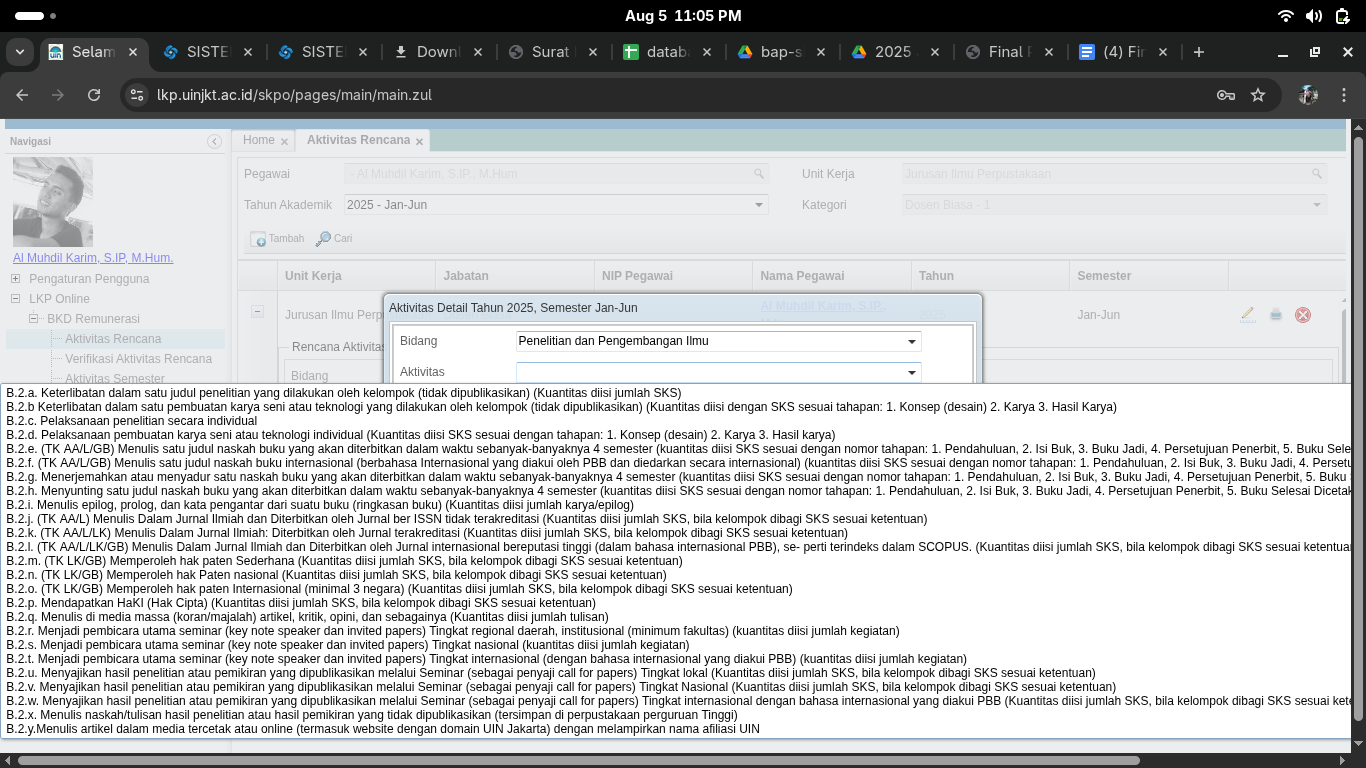 Aug 5 11:05 PM
Selam
SISTE
SISTE
Downl
Surat
datab
bap-s
2025
Final
(4) Fir
lkp.uinjkt.ac.id/skpo/pages/main/main.zul
Navigasi
Home
Aktivitas Rencana
Pegawai
- Al Muhdil Karim, S.IP., M.Hum
Unit Kerja
Jurusan Ilmu Perpustakaan
Tahun Akademik
2025 - Jan-Jun
Kategori
Dosen Biasa - 1
Tambah
Cari
Al Muhdil Karim, S.IP, M.Hum.
Pengaturan Pengguna
LKP Online
BKD Remunerasi
Aktivitas Rencana
Verifikasi Aktivitas Rencana
Aktivitas Semester
Unit Kerja
Jabatan
NIP Pegawai
Nama Pegawai
Tahun
Semester
Jurusan Ilmu Perp
Al Muhdil Karim, S.IP.,
2025
Jan-Jun
Rencana Aktivitas
Bidang
Aktivitas Detail Tahun 2025, Semester Jan-Jun
Bidang
Penelitian dan Pengembangan Ilmu
Aktivitas
B.2.a. Keterlibatan dalam satu judul penelitian yang dilakukan oleh kelompok (tidak dipublikasikan) (Kuantitas diisi jumlah SKS)
B.2.b Keterlibatan dalam satu pembuatan karya seni atau teknologi yang dilakukan oleh kelompok (tidak dipublikasikan) (Kuantitas diisi dengan SKS sesuai tahapan: 1. Konsep (desain) 2. Karya 3. Hasil Karya)
B.2.c. Pelaksanaan penelitian secara individual
B.2.d. Pelaksanaan pembuatan karya seni atau teknologi individual (Kuantitas diisi SKS sesuai dengan tahapan: 1. Konsep (desain) 2. Karya 3. Hasil karya)
B.2.e. (TK AA/L/GB) Menulis satu judul naskah buku yang akan diterbitkan dalam waktu sebanyak-banyaknya 4 semester (kuantitas diisi SKS sesuai dengan nomor tahapan: 1. Pendahuluan, 2. Isi Buk, 3. Buku Jadi, 4. Persetujuan Penerbit, 5. Buku Sele
B.2.f. (TK AA/L/GB) Menulis satu judul naskah buku internasional (berbahasa Internasional yang diakui oleh PBB dan diedarkan secara internasional) (kuantitas diisi SKS sesuai dengan nomor tahapan: 1. Pendahuluan, 2. Isi Buk, 3. Buku Jadi, 4. Persetu
B.2.g. Menerjemahkan atau menyadur satu naskah buku yang akan diterbitkan dalam waktu sebanyak-banyaknya 4 semester (kuantitas diisi SKS sesuai dengan nomor tahapan: 1. Pendahuluan, 2. Isi Buk, 3. Buku Jadi, 4. Persetujuan Penerbit, 5. Buku S
B.2.h. Menyunting satu judul naskah buku yang akan diterbitkan dalam waktu sebanyak-banyaknya 4 semester (kuantitas diisi SKS sesuai dengan nomor tahapan: 1. Pendahuluan, 2. Isi Buk, 3. Buku Jadi, 4. Persetujuan Penerbit, 5. Buku Selesai Dicetak
B.2.i. Menulis epilog, prolog, dan kata pengantar dari suatu buku (ringkasan buku) (Kuantitas diisi jumlah karya/epilog)
B.2.j. (TK AA/L) Menulis Dalam Jurnal Ilmiah dan Diterbitkan oleh Jurnal ber ISSN tidak terakreditasi (Kuantitas diisi jumlah SKS, bila kelompok dibagi SKS sesuai ketentuan)
B.2.k. (TK AA/L/LK) Menulis Dalam Jurnal Ilmiah: Diterbitkan oleh Jurnal terakreditasi (Kuantitas diisi jumlah SKS, bila kelompok dibagi SKS sesuai ketentuan)
B.2.l. (TK AA/L/LK/GB) Menulis Dalam Jurnal Ilmiah dan Diterbitkan oleh Jurnal internasional bereputasi tinggi (dalam bahasa internasional PBB), se- perti terindeks dalam SCOPUS. (Kuantitas diisi jumlah SKS, bila kelompok dibagi SKS sesuai ketentuan
B.2.m. (TK LK/GB) Memperoleh hak paten Sederhana (Kuantitas diisi jumlah SKS, bila kelompok dibagi SKS sesuai ketentuan)
B.2.n. (TK LK/GB) Memperoleh hak Paten nasional (Kuantitas diisi jumlah SKS, bila kelompok dibagi SKS sesuai ketentuan)
B.2.o. (TK LK/GB) Memperoleh hak paten Internasional (minimal 3 negara) (Kuantitas diisi jumlah SKS, bila kelompok dibagi SKS sesuai ketentuan)
B.2.p. Mendapatkan HaKI (Hak Cipta) (Kuantitas diisi jumlah SKS, bila kelompok dibagi SKS sesuai ketentuan)
B.2.q. Menulis di media massa (koran/majalah) artikel, kritik, opini, dan sebagainya (Kuantitas diisi jumlah tulisan)
B.2.r. Menjadi pembicara utama seminar (key note speaker dan invited papers) Tingkat regional daerah, institusional (minimum fakultas) (kuantitas diisi jumlah kegiatan)
B.2.s. Menjadi pembicara utama seminar (key note speaker dan invited papers) Tingkat nasional (kuantitas diisi jumlah kegiatan)
B.2.t. Menjadi pembicara utama seminar (key note speaker dan invited papers) Tingkat internasional (dengan bahasa internasional yang diakui PBB) (kuantitas diisi jumlah kegiatan)
B.2.u. Menyajikan hasil penelitian atau pemikiran yang dipublikasikan melalui Seminar (sebagai penyaji call for papers) Tingkat lokal (Kuantitas diisi jumlah SKS, bila kelompok dibagi SKS sesuai ketentuan)
B.2.v. Menyajikan hasil penelitian atau pemikiran yang dipublikasikan melalui Seminar (sebagai penyaji call for papers) Tingkat Nasional (Kuantitas diisi jumlah SKS, bila kelompok dibagi SKS sesuai ketentuan)
B.2.w. Menyajikan hasil penelitian atau pemikiran yang dipublikasikan melalui Seminar (sebagai penyaji call for papers) Tingkat internasional dengan bahasa internasional yang diakui PBB (Kuantitas diisi jumlah SKS, bila kelompok dibagi SKS sesuai kete
B.2.x. Menulis naskah/tulisan hasil penelitian atau hasil pemikiran yang tidak dipublikasikan (tersimpan di perpustakaan perguruan Tinggi)
B.2.y.Menulis artikel dalam media tercetak atau online (termasuk website dengan domain UIN Jakarta) dengan melampirkan nama afiliasi UIN